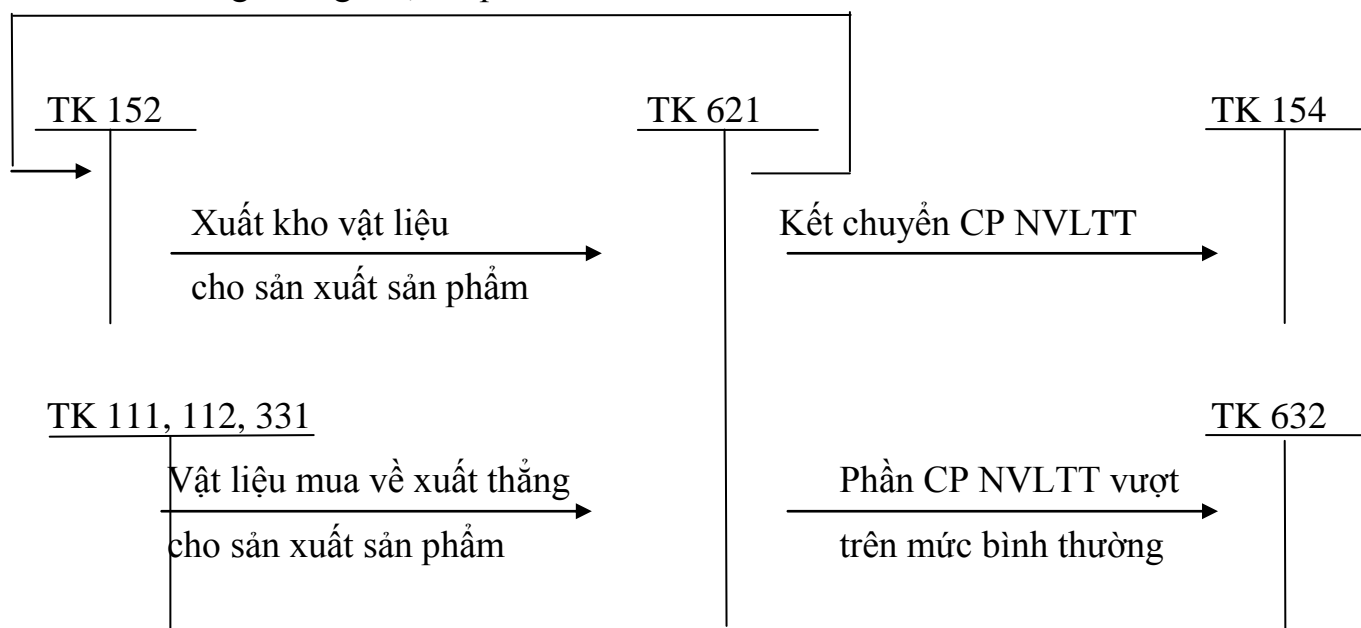 TK 152
TK 621
TK 154
Xuất kho vật liệu
cho sản xuất sản phẩm
Kết chuyển CP NVLTT
TK 111, 112, 331
TK 632
Vật liệu mua về xuất thẳng
cho sản xuất sản phẩm
Phần CP NVLTT vượt
trên mức bình thường